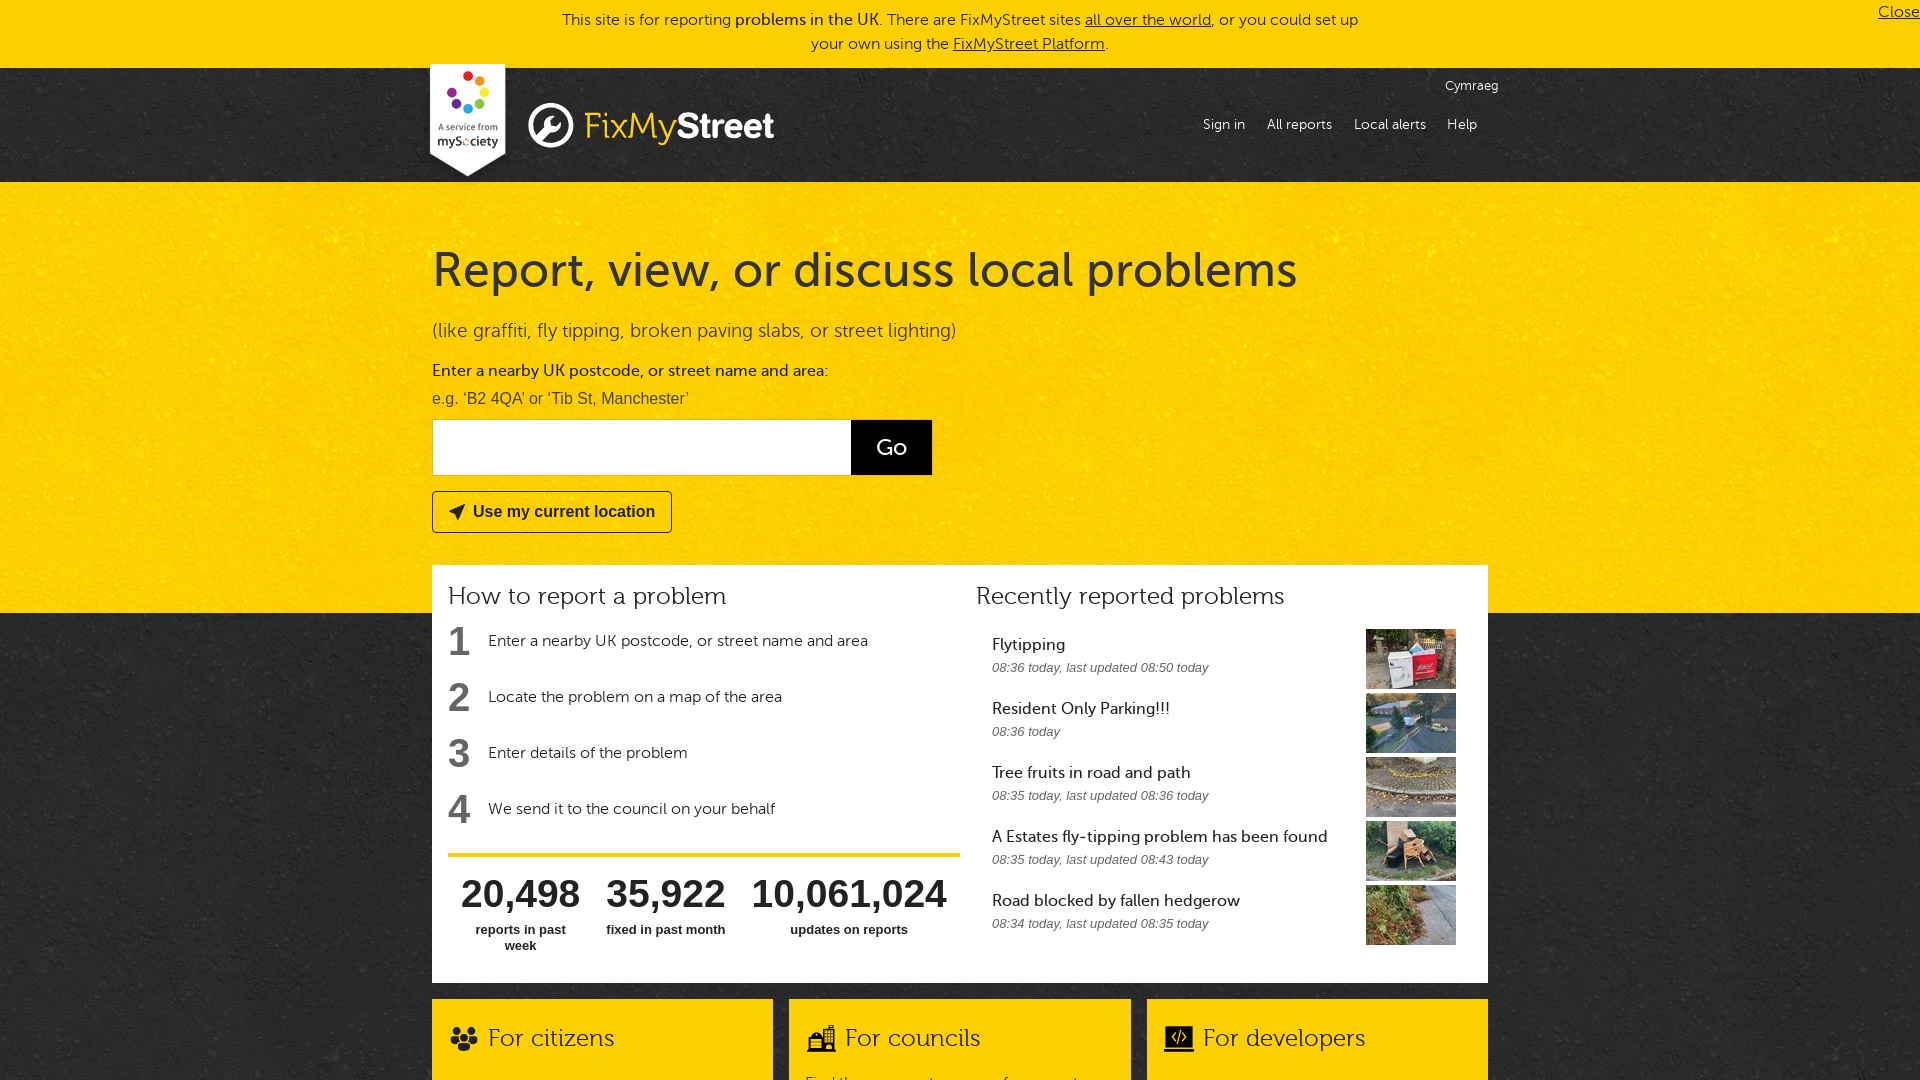 This site is for reporting problems in the UK. There are FixMyStreet sites all over the world, or you could set up
your own using the FixMyStreet Platform.
Close
Cymraeg
A service from
mySociety
FixMyStreet
Sign in
All reports
Local alerts
Help
Report, view, or discuss local problems
(like graffiti, fly tipping, broken paving slabs, or street lighting)
Enter a nearby UK postcode, or street name and area:
e.g. ‘B2 4QA’ or ‘Tib St, Manchester’
Go
Use my current location
How to report a problem
1 Enter a nearby UK postcode, or street name and area
2 Locate the problem on a map of the area
3 Enter details of the problem
4 We send it to the council on your behalf
20,498
reports in past
week
35,922
fixed in past month
10,061,024
updates on reports
Recently reported problems
Flytipping
08:36 today, last updated 08:50 today
Resident Only Parking!!!
08:36 today
Tree fruits in road and path
08:35 today, last updated 08:36 today
A Estates fly-tipping problem has been found
08:35 today, last updated 08:43 today
Road blocked by fallen hedgerow
08:34 today, last updated 08:35 today
For citizens
For councils
For developers